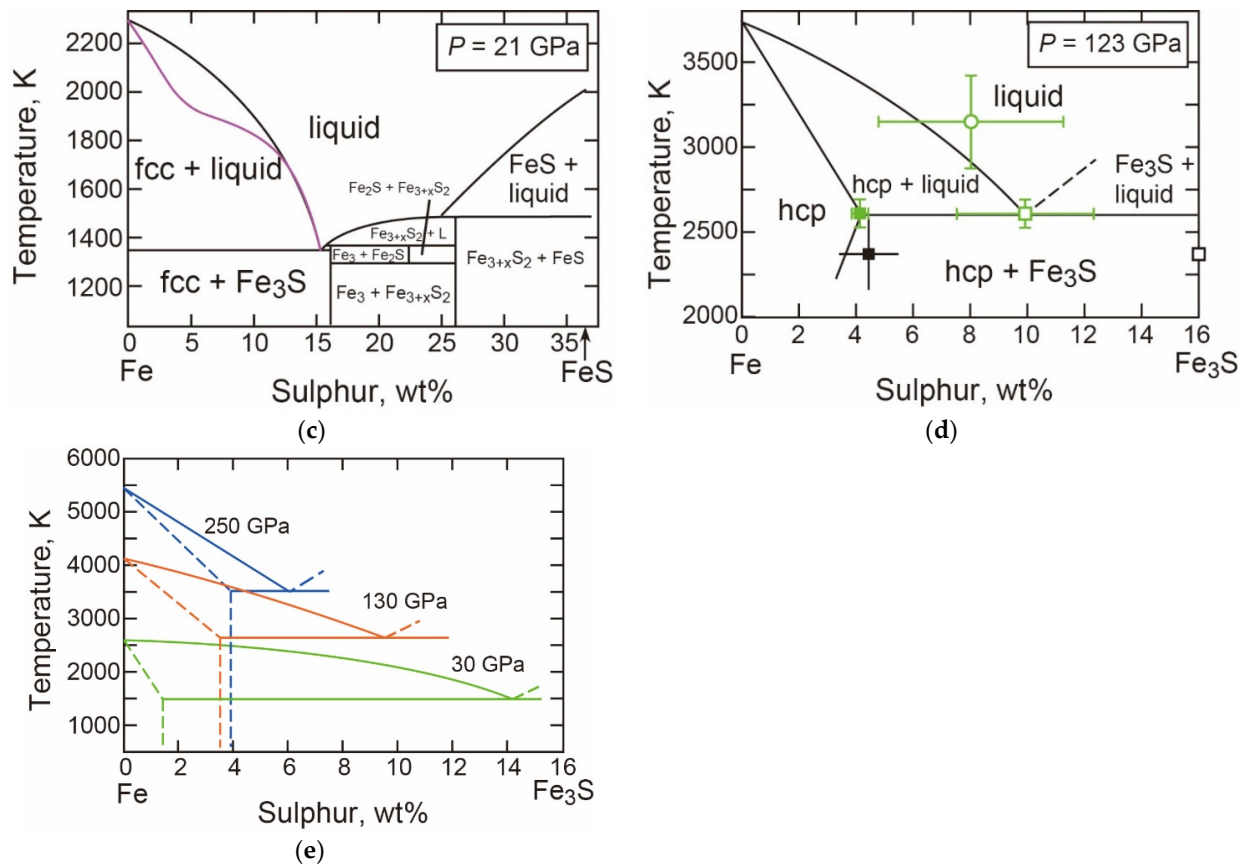 P = 21 GPa
Temperature, K
2200
2000
1800
1600
1400
1200
liquid
fcc + liquid
FeS +
liquid
Fe2S + Fe3+xS2
Fe3+xS2 + L
Fe3 + Fe2S
Fe3+xS2 + FeS
fcc + Fe3S
Fe3 + Fe3+xS2
0 5 10 15 20 25 30 35
Fe
FeS
Sulphur, wt%
(c)
P = 123 GPa
Temperature, K
3500
3000
2500
2000
liquid
Fe3S +
liquid
hcp + liquid
hcp
hcp + Fe3S
0 2 4 6 8 10 12 14 16
Fe
Fe3S
Sulphur, wt%
(d)
Temperature, K
6000
5000
4000
3000
2000
1000
250 GPa
130 GPa
30 GPa
0 2 4 6 8 10 12 14 16
Fe
Fe3S
Sulphur, wt%
(e)